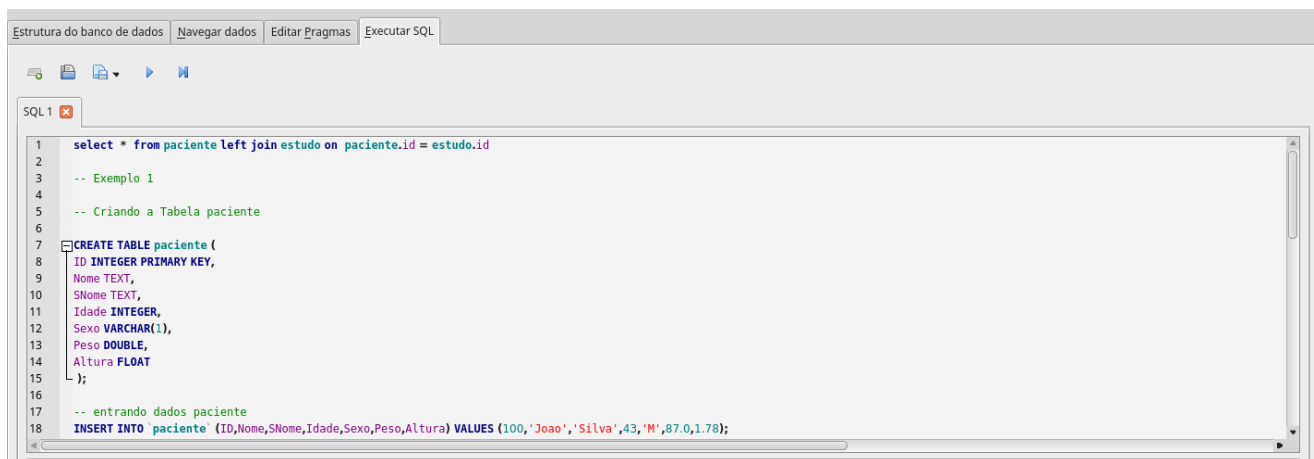 Estrutura do banco de dados Navegar dados Editar Pragmas Executar SQL
SQL 1
1 select * from paciente left join estudo on paciente.id = estudo.id
2
3 -- Exemplo 1
4
5 -- Criando a Tabela paciente
6
7 CREATE TABLE paciente (
8 ID INTEGER PRIMARY KEY,
9 Nome TEXT,
10 SNome TEXT,
11 Idade INTEGER,
12 Sexo VARCHAR(1),
13 Peso DOUBLE,
14 Altura FLOAT
15 );
16
17 -- entrando dados paciente
18 INSERT INTO `paciente` (ID,Nome,SNome,Idade,Sexo,Peso,Altura) VALUES (100,'Joao','Silva',43,'M',87.0,1.78);